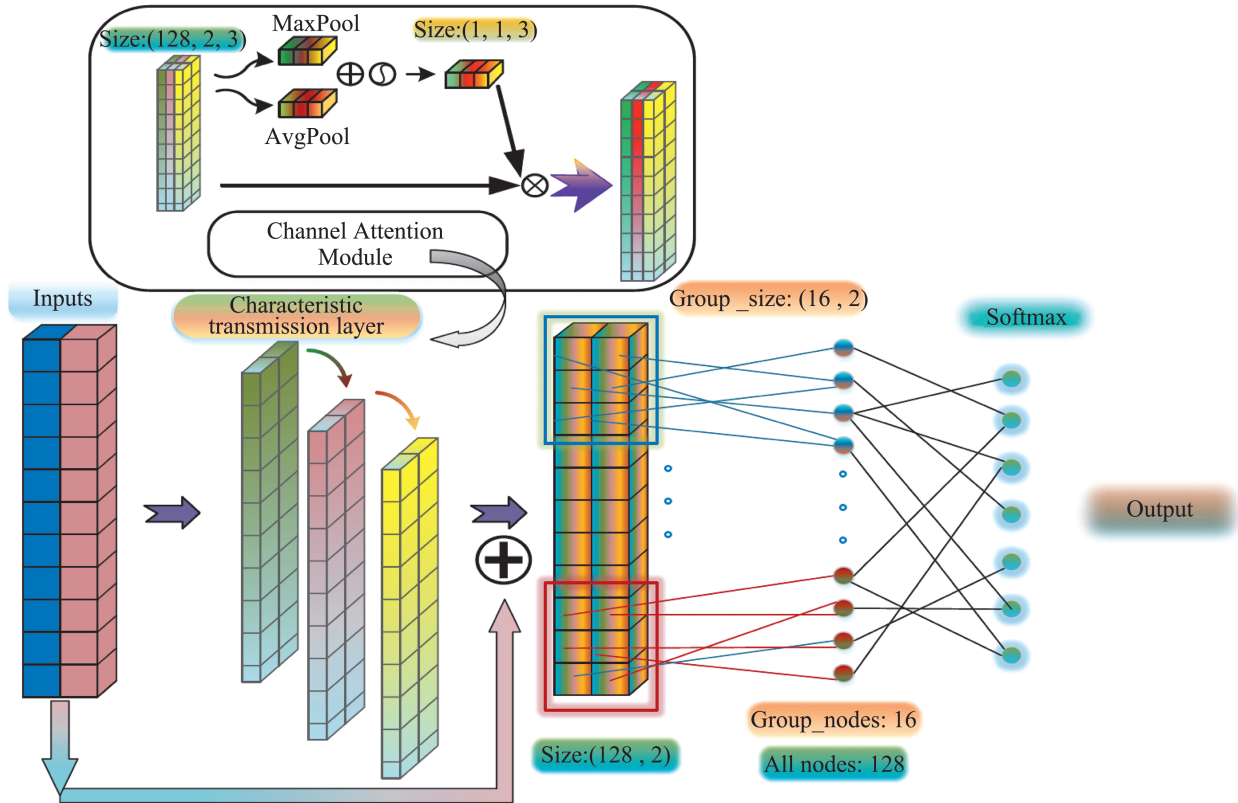 MaxPool
Size:(128, 2, 3)
Size:(1, 1, 3)
AvgPool
Channel Attention
Module
Inputs
Characteristic
transmission layer
Group _size: (16 , 2)
Softmax
Output
Group_nodes: 16
Size:(128 , 2)
All nodes: 128